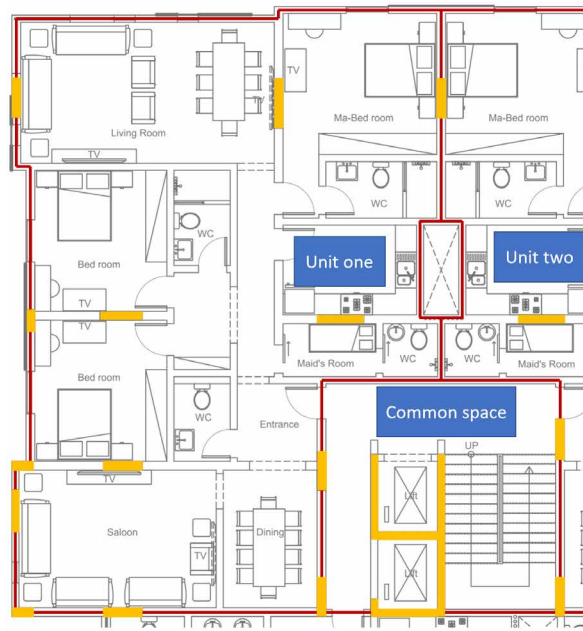 TV
Living Room
TV
TV
Ma-Bed room
Ma-Bed room
WC
WC
WC
Unit one
Unit two
Bed room
TV
TV
Maid's Room
WC
WC
Maid's Room
Bed room
WC
Entrance
Common space
UP
Lift
TV
Saloon
TV
Dining
Lift